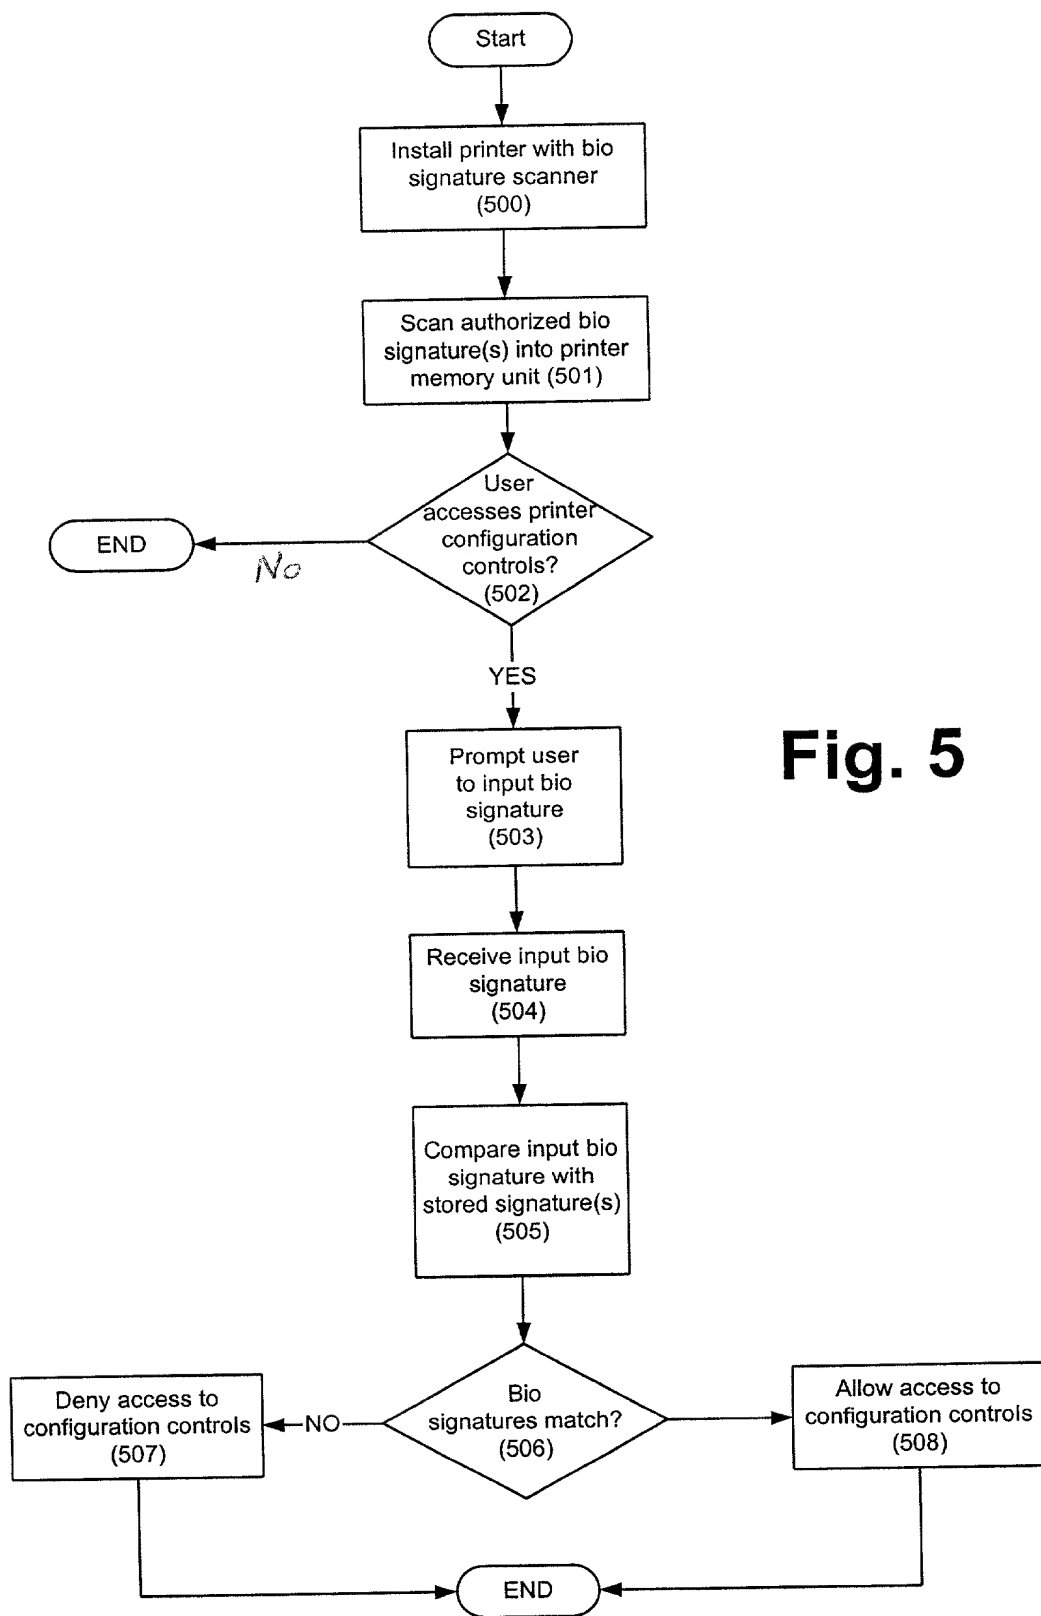 Start
Install printer with bio
signature scanner
(500)
Scan authorized bio
signature(s) into printer
memory unit (501)
User
accesses printer
configuration
controls?
(502)
END
No
YES
Prompt user
to input bio
signature
(503)
Fig. 5
Receive input bio
signature
(504)
Compare input bio
signature with
stored signature(s)
(505)
Bio
signatures match?
(506)
NO
Deny access to
configuration controls
(507)
Allow access to
configuration controls
(508)
END